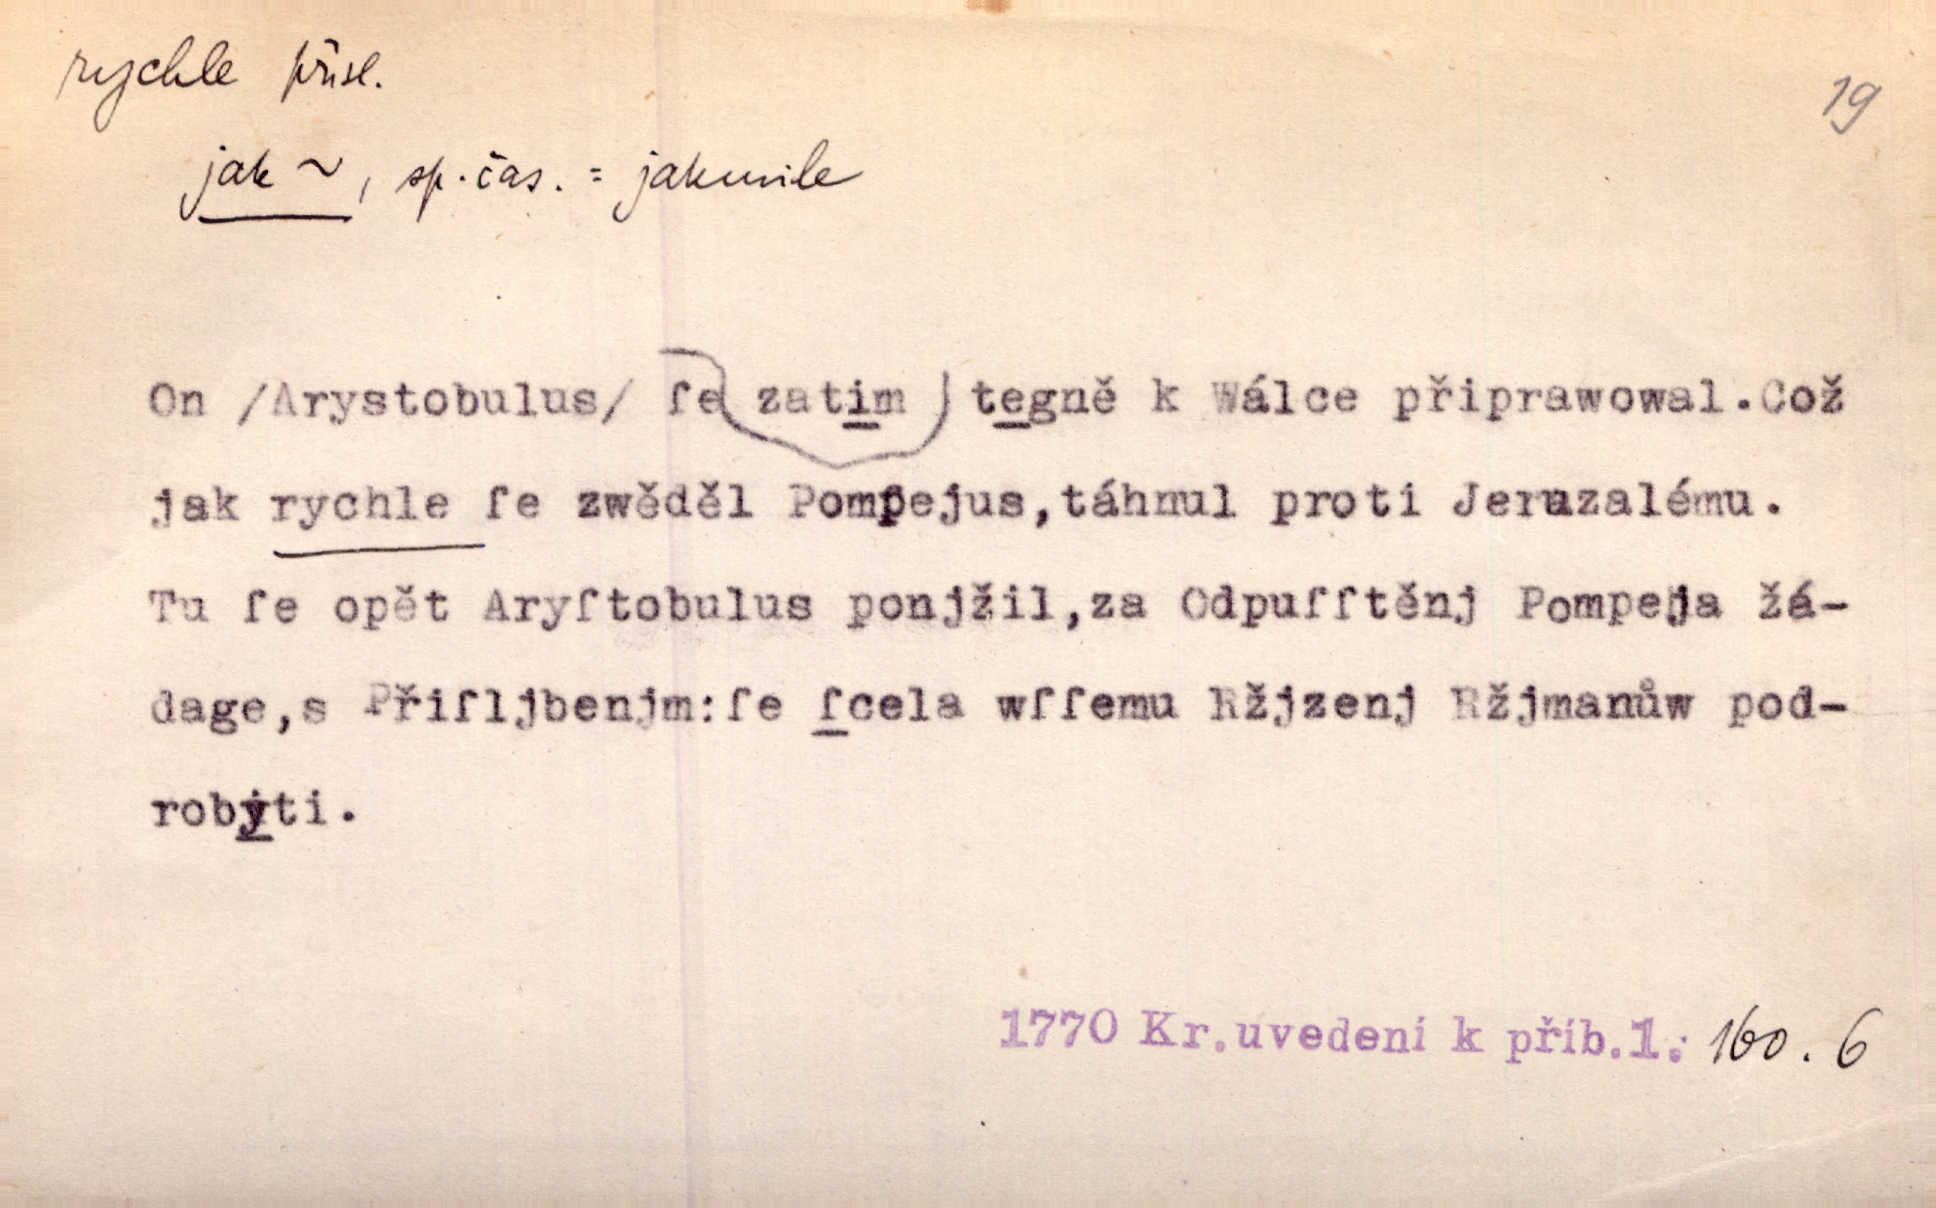 rychle přísl.
19
jak ~, sp. čas. = jakmile
On /Arystobulus/ ſe zatim tegně k Wálce připrawowal.Což
jak rychle ſe zwěděl Pompejus,táhnul proti Jeruzalému.
Tu ſe opět Aryſtobulus ponjžil,za Odpuſſtěnj Pompeja žá-
dage,s Přiſljbenjm:ſe ſcela wſſemu Ržjzenj Ržjmanůw pod-
robyti.
1770 Kr.uvedení k příb.1. 160. 6